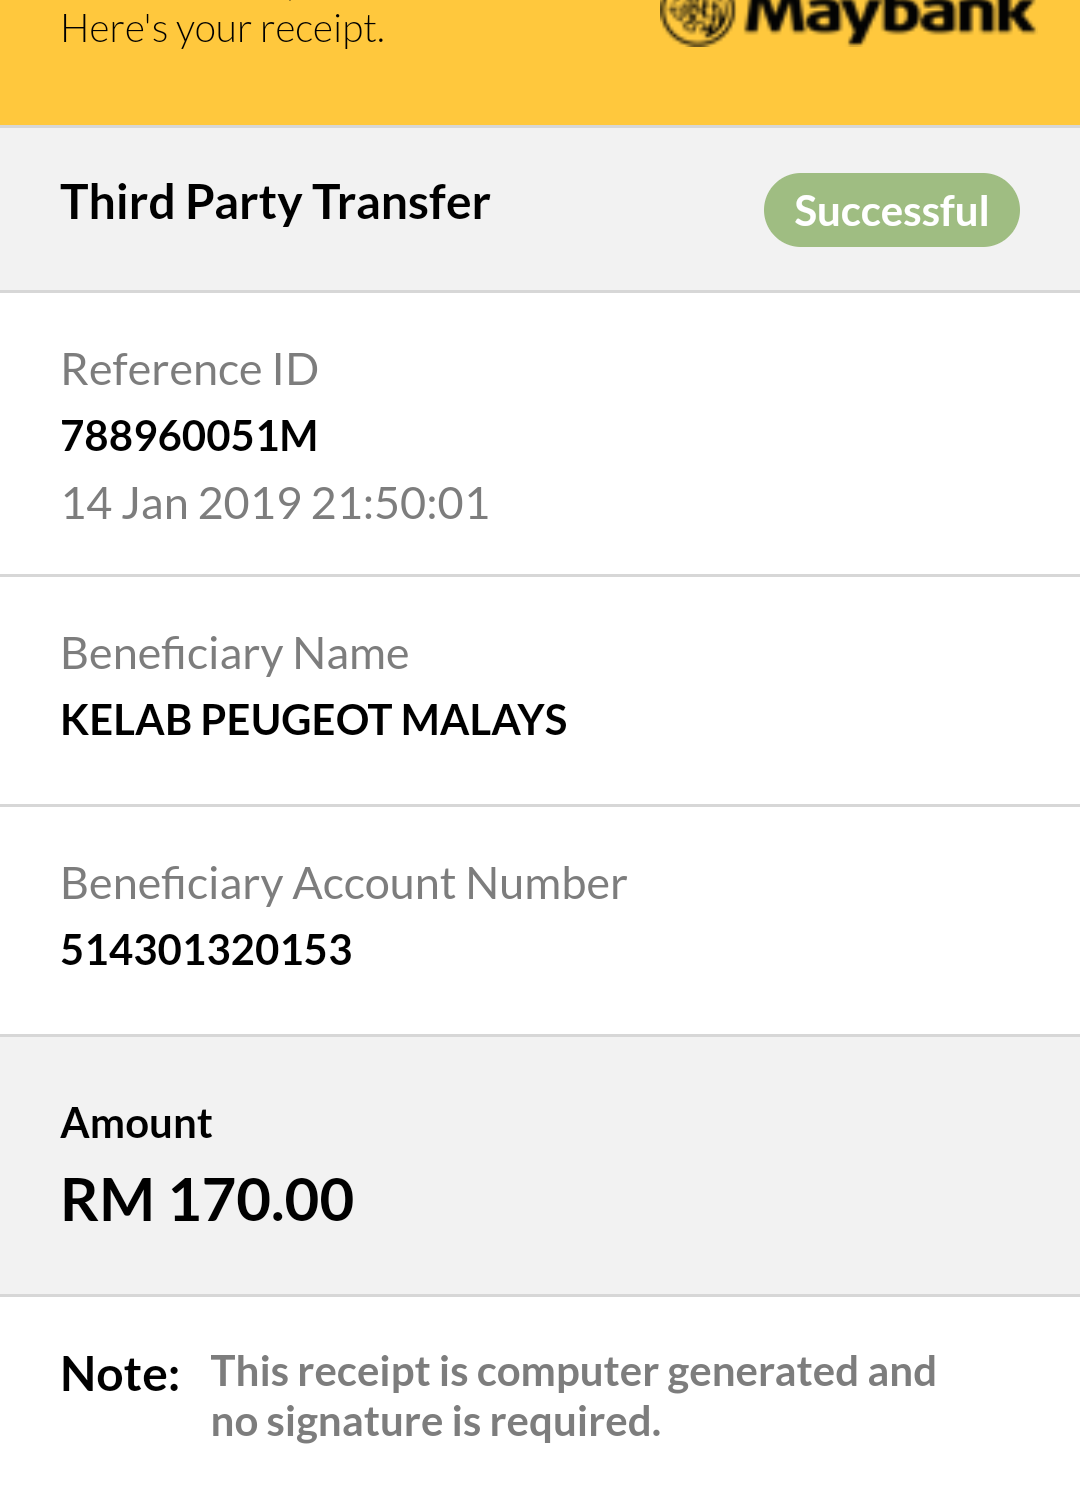 Here's your receipt.
Maybank
Third Party Transfer
Successful
Reference ID
788960051M
14 Jan 2019 21:50:01
Beneficiary Name
KELAB PEUGEOT MALAYS
Beneficiary Account Number
514301320153
Amount
RM 170.00
Note: This receipt is computer generated and
no signature is required.